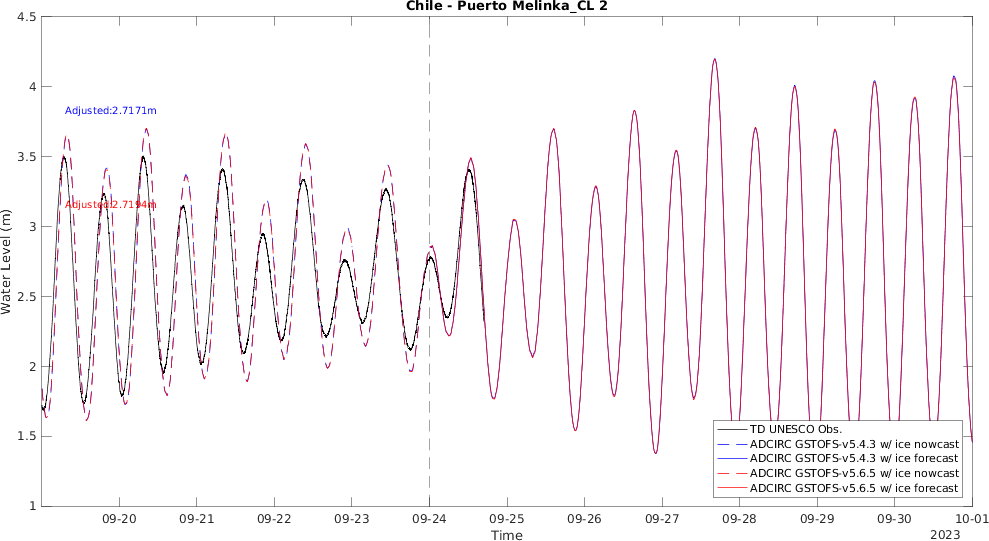 Chile - Puerto Melinka_CL 2
4.5
4
3.5
3
2.5
2
1.5
1
Water Level (m)
Adjusted:2.7171m
Adjusted:2.7194m
TD UNESCO Obs.
ADCIRC GSTOFS-v5.4.3 w/ ice nowcast
ADCIRC GSTOFS-v5.4.3 w/ ice forecast
ADCIRC GSTOFS-v5.6.5 w/ ice nowcast
ADCIRC GSTOFS-v5.6.5 w/ ice forecast
09-20 09-21 09-22 09-23 09-24 09-25 09-26 09-27 09-28 09-29 09-30 10-01
Time
2023